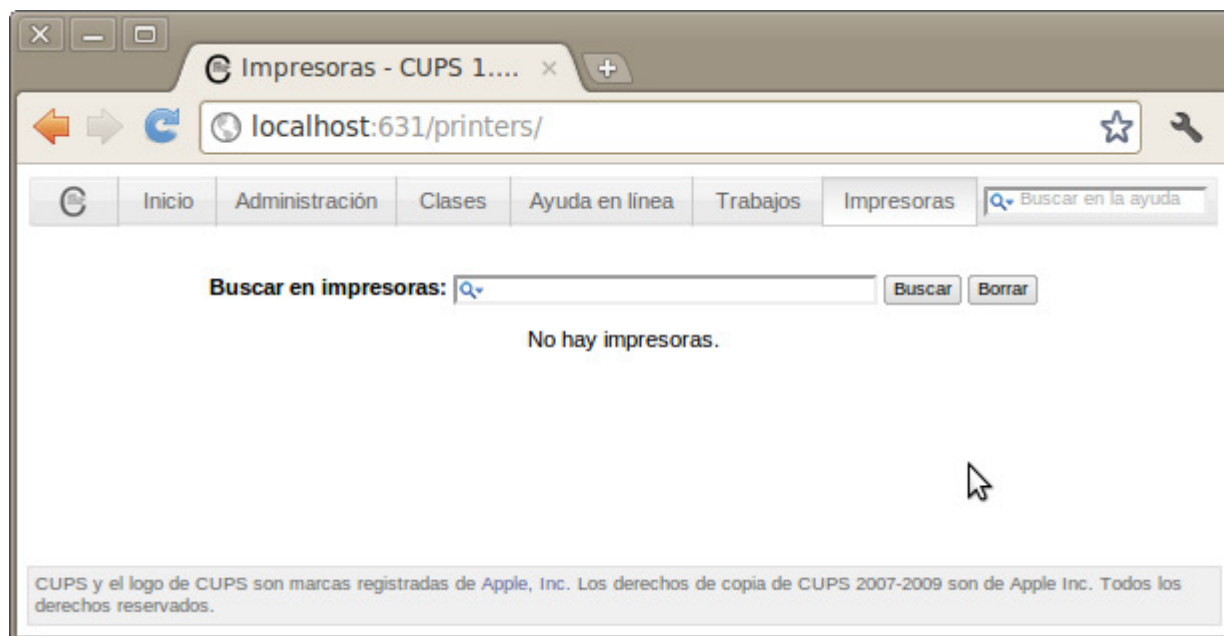 Impresoras - CUPS 1....
localhost:631/printers/
Inicio Administración Clases Ayuda en línea Trabajos Impresoras Buscar en la ayuda
Buscar en impresoras: Buscar Borrar
No hay impresoras.
CUPS y el logo de CUPS son marcas registradas de Apple, Inc. Los derechos de copia de CUPS 2007-2009 son de Apple Inc. Todos los
derechos reservados.